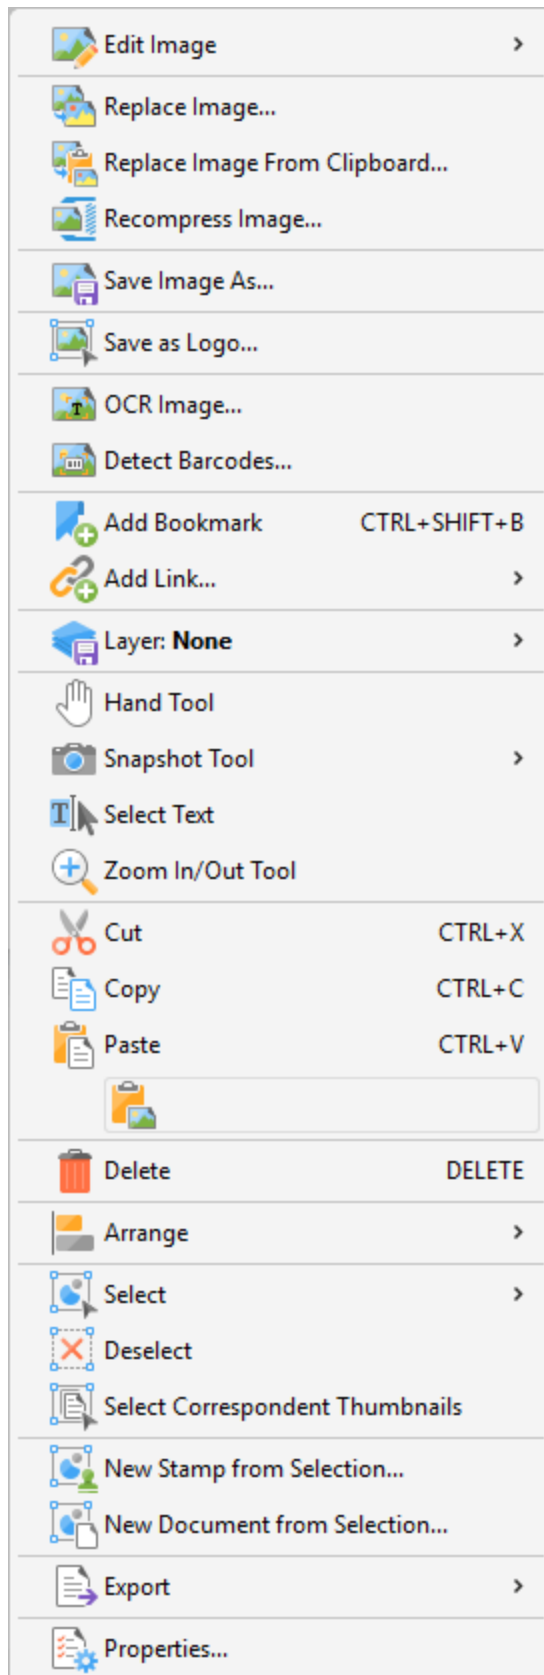 Edit Image
Replace Image...
Replace Image From Clipboard...
Recompress Image...
Save Image As...
Save as Logo...
OCR Image...
Detect Barcodes...
Add Bookmark CTRL+SHIFT+B
Add Link...
Layer: None
Hand Tool
Snapshot Tool
Select Text
Zoom In/Out Tool
Cut CTRL+X
Copy CTRL+C
Paste CTRL+V
Delete DELETE
Arrange
Select
Deselect
Select Correspondent Thumbnails
New Stamp from Selection...
New Document from Selection...
Export
Properties...